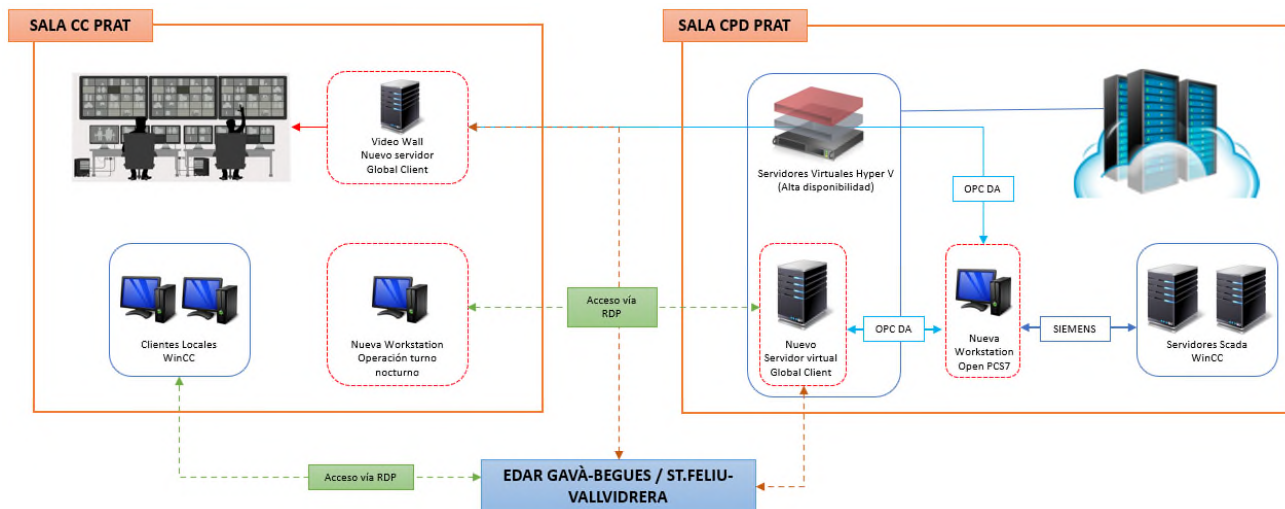 SALA CC PRAT
SALA CPD PRAT
Video Wall
Nuevo servidor
Global Client
Servidores Virtuales Hyper V
(Alta disponibilidad)
OPC DA
Clientes Locales
WinCC
Nueva Workstation
Operación turno
nocturno
Acceso vía
RDP
Nuevo
Servidor virtual
Global Client
OPC DA
Nueva
Workstation
Open PCS7
SIEMENS
Servidores Scada
WinCC
Acceso vía RDP
EDAR GAVÀ-BEGUES / ST.FELIU-
VALLVIDRERA